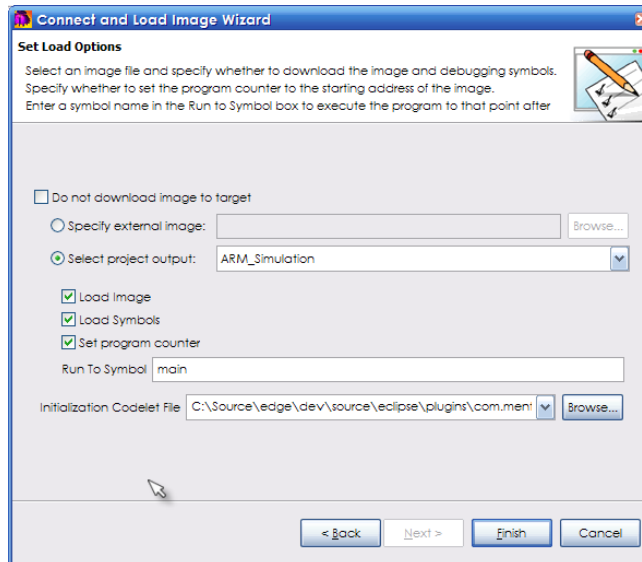 Connect and Load Image Wizard
Set Load Options
Select an image file and specify whether to download the image and debugging symbols.
Specify whether to set the program counter to the starting address of the image.
Enter a symbol name in the Run to Symbol box to execute the program to that point after
Do not download image to target
Specify external image:
Browse...
Select project output:
ARM_Simulation
Load Image
Load Symbols
Set program counter
Run To Symbol
main
Initialization Codelet File
C:\Source\edge\dev\source\eclipse\plugins\com.ment
Browse...
< Back
Next >
Finish
Cancel